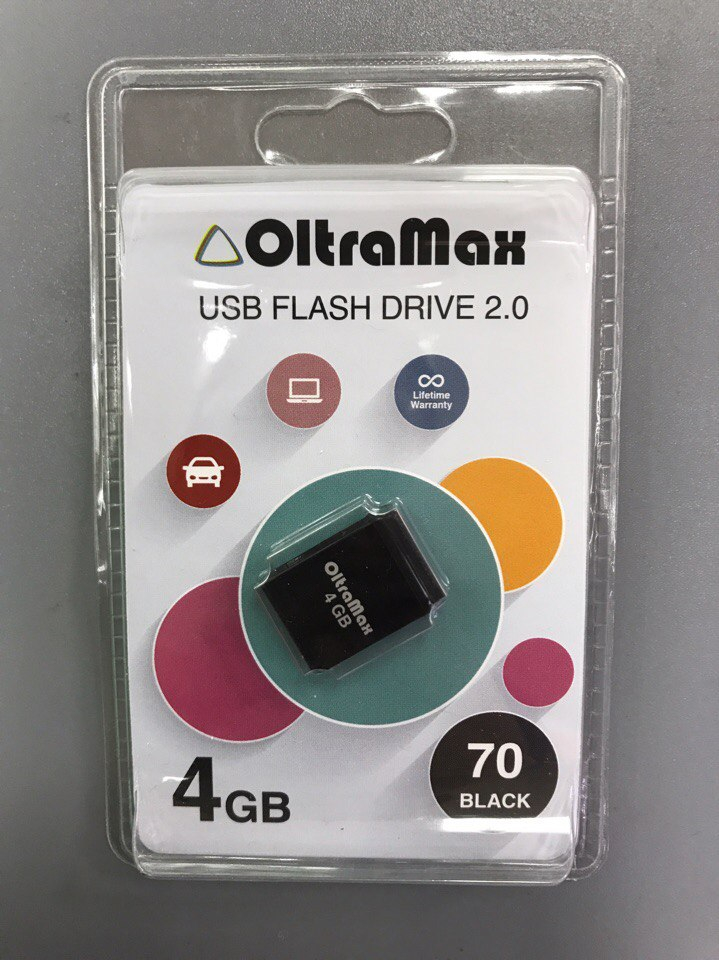 OltraMax
USB FLASH DRIVE 2.0
Lifetime
Warranty
OltraMax
4 GB
70
BLACK
4GB